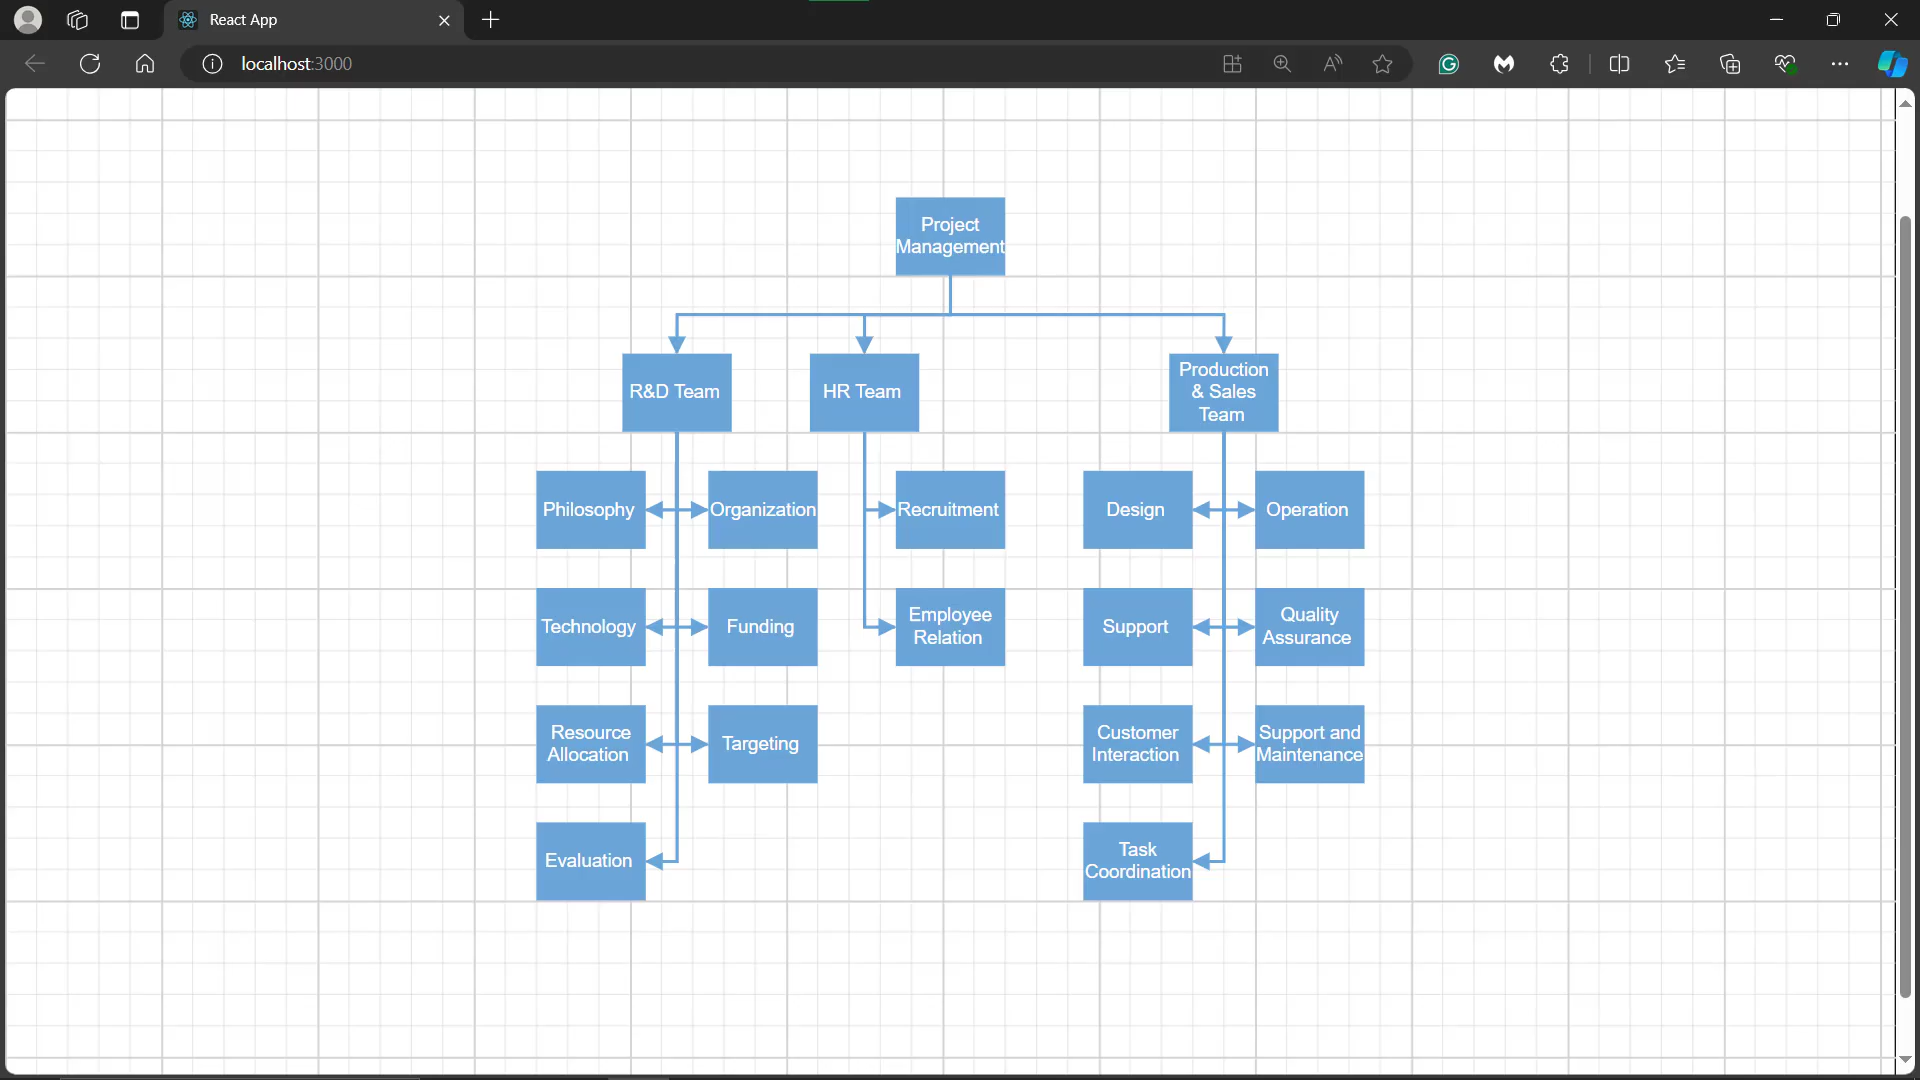 React App
localhost:3000
Project
Management
R&D Team
HR Team
Production
& Sales
Team
Philosophy
Organization
Recruitment
Design
Operation
Technology
Funding
Employee
Relation
Support
Quality
Assurance
Resource
Allocation
Targeting
Customer
Interaction
Support and
Maintenance
Evaluation
Task
Coordination